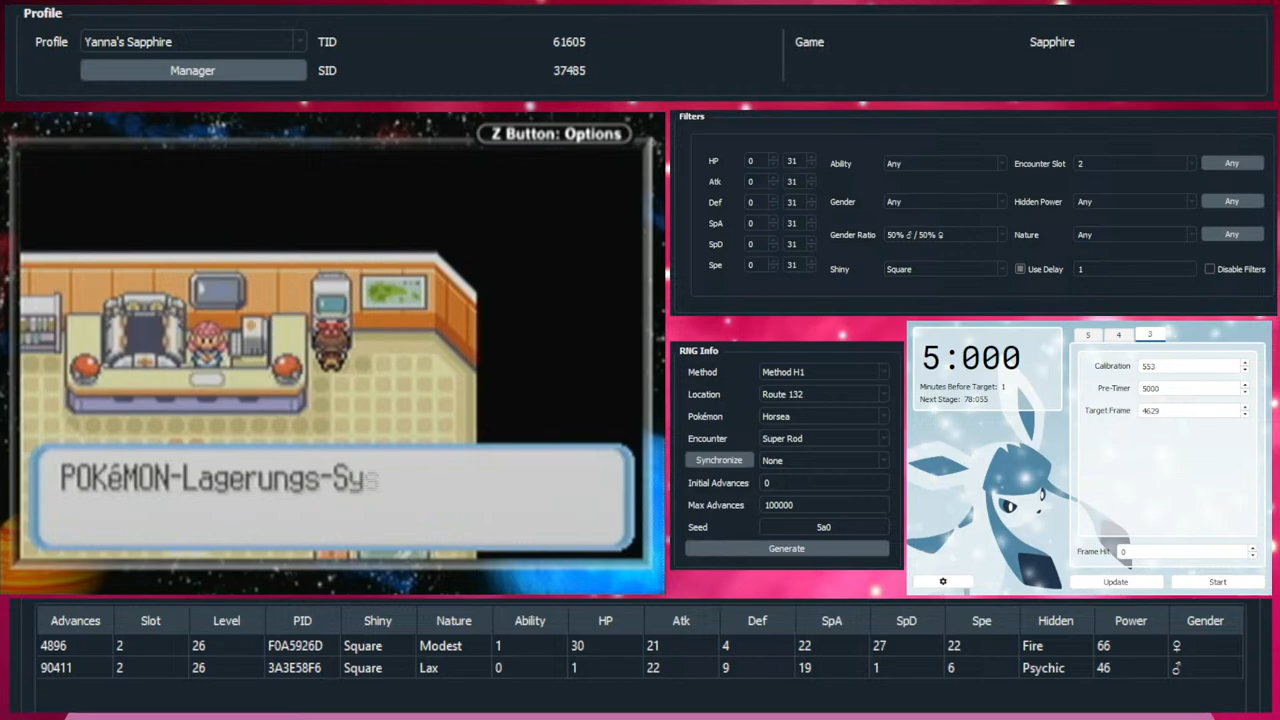 Profile
Profile Yanna's Sapphire TID 61605 Game Sapphire
Manager SID 37485
Z Button: Options
POKéMON-Lagerungs-Sys
Filters
HP 0 31 Ability Any Encounter Slot 2 Any
Atk 0 31
Def 0 31 Gender Any Hidden Power Any Any
SpA 0 31
SpD 0 31 Gender Ratio 50% ♂ / 50% ♀ Nature Any Any
Spe 0 31 Shiny Square Use Delay 1 Disable Filters
RNG Info
Method Method H1
Location Route 132
Pokémon Horsea
Encounter Super Rod
Synchronize None
Initial Advances 0
Max Advances 100000
Seed 5a0
Generate
5:000
Minutes Before Target: 1
Next Stage: 78:055
5 4 3
Calibration 553
Pre-Timer 5000
Target Frame 4629
Frame Hit 0
Update Start
Advances Slot Level PID Shiny Nature Ability HP Atk Def SpA SpD Spe Hidden Power Gender
4896 2 26 F0A5926D Square Modest 1 30 21 4 22 27 22 Fire 66 ♀
90411 2 26 3A3E58F6 Square Lax 0 1 22 9 19 1 6 Psychic 46 ♂